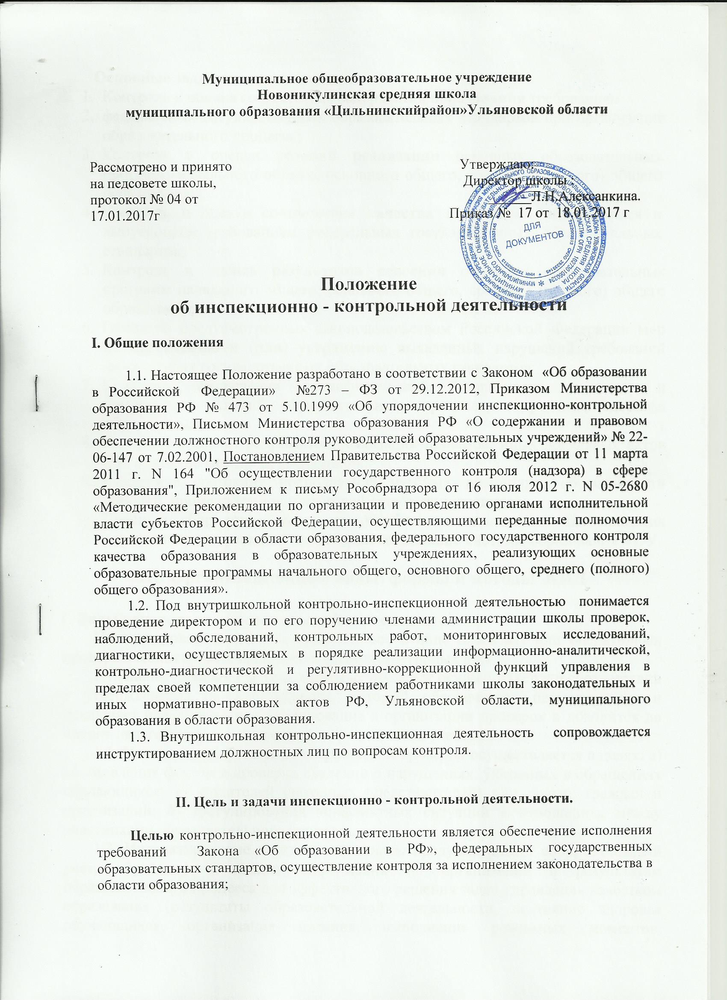 Муниципальное общеобразовательное учреждение
Новоникулинская средняя школа
муниципального образования «Цильнинскийрайон»Ульяновской области
Рассмотрено и принято
на педсовете школы,
протокол № 04 от
17.01.2017г
Утверждаю:
Директор школы :
Л.Н.Алексанкина.
Приказ № 17 от 18.01.2017 г
ДЛЯ
ДОКУМЕНТОВ
Положение
об инспекционно - контрольной деятельности
I. Общие положения
1.1. Настоящее Положение разработано в соответствии с Законом «Об образовании
в Российской Федерации» №273 – ФЗ от 29.12.2012, Приказом Министерства
образования РФ № 473 от 5.10.1999 «Об упорядочении инспекционно-контрольной
деятельности», Письмом Министерства образования РФ «О содержании и правовом
обеспечении должностного контроля руководителей образовательных учреждений» № 22-
06-147 от 7.02.2001, Постановлением Правительства Российской Федерации от 11 марта
2011 г. N 164 "Об осуществлении государственного контроля (надзора) в сфере
образования", Приложением к письму Рособрнадзора от 16 июля 2012 г. N 05-2680
«Методические рекомендации по организации и проведению органами исполнительной
власти субъектов Российской Федерации, осуществляющими переданные полномочия
Российской Федерации в области образования, федерального государственного контроля
качества образования в образовательных учреждениях, реализующих основные
образовательные программы начального общего, основного общего, среднего (полного)
общего образования».
1.2. Под внутришкольной контрольно-инспекционной деятельностью понимается
проведение директором и по его поручению членами администрации школы проверок,
наблюдений, обследований, контрольных работ, мониторинговых исследований,
диагностики, осуществляемых в порядке реализации информационно-аналитической,
контрольно-диагностической и регулятивно-коррекционной функций управления в
пределах своей компетенции за соблюдением работниками школы законодательных и
иных нормативно-правовых актов РФ, Ульяновской области, муниципального
образования в области образования.
1.3. Внутришкольная контрольно-инспекционная деятельность сопровождается
инструктированием должностных лиц по вопросам контроля.
II. Цель и задачи инспекционно - контрольной деятельности.
Целью контрольно-инспекционной деятельности является обеспечение исполнения
требований Закона «Об образовании в РФ», федеральных государственных
образовательных стандартов, осуществление контроля за исполнением законодательства в
области образования;